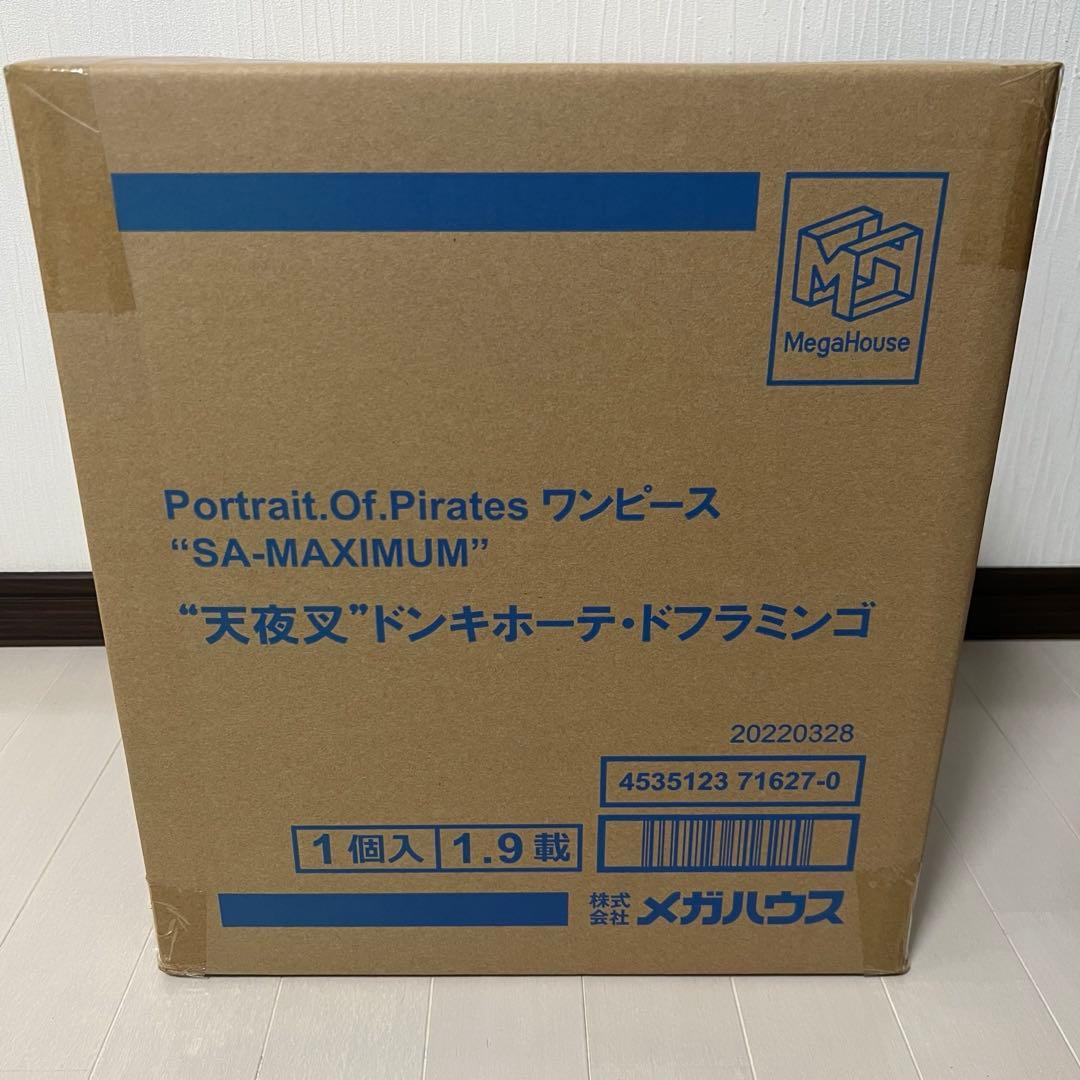 MegaHouse
Portrait.Of.Pirates ワンピース
“SA-MAXIMUM”
“天夜叉”ドンキホーテ・ドフラミンゴ
20220328
4535123 71627-0
1個入 1.9載
株式会社 メガハウス